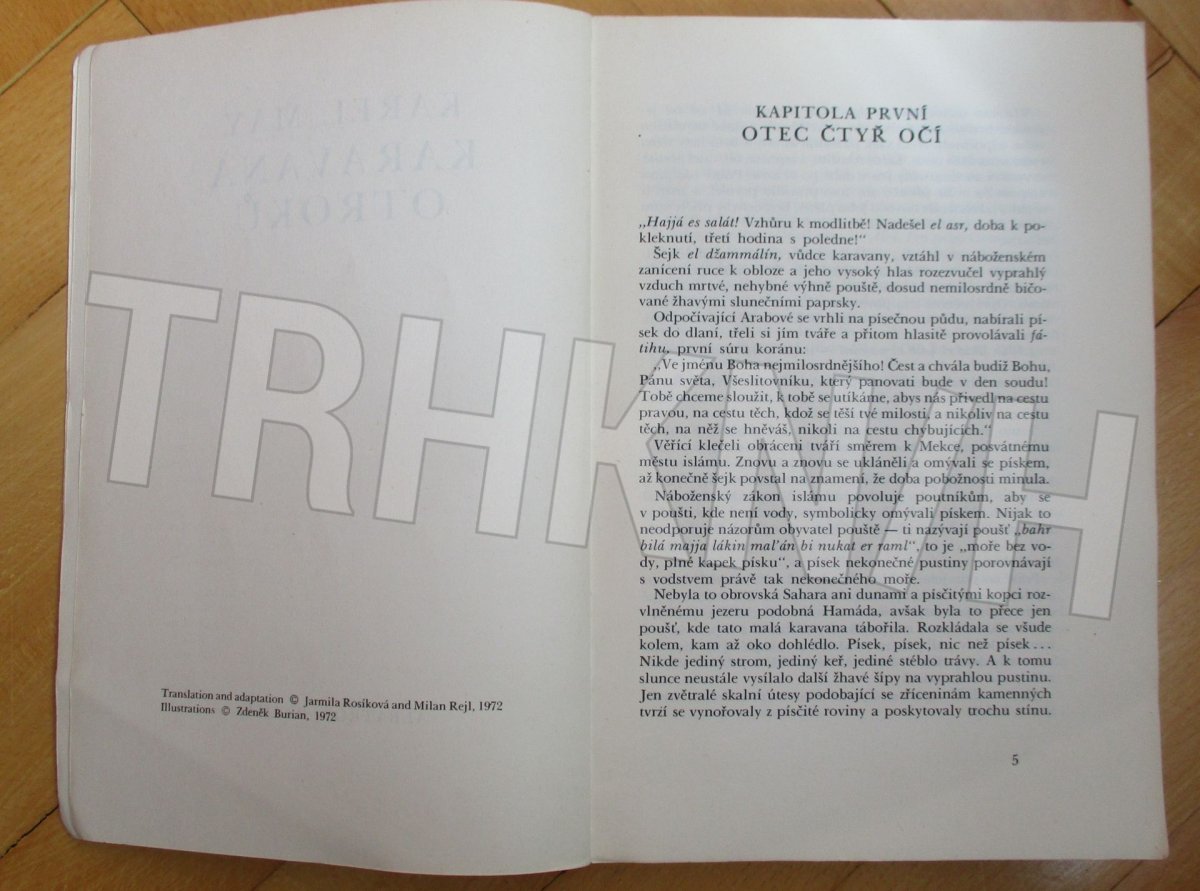 KAREL MAY
KARAVANA
OTROKŮ
Translation and adaptation © Jarmila Rosíková and Milan Rejl, 1972
Illustrations © Zdeněk Burian, 1972
KAPITOLA PRVNÍ
OTEC ČTYŘ OČÍ
„Hajjá es salát! Vzhůru k modlitbě! Nadešel el asr, doba k po-
kleknutí, třetí hodina s poledne!“
Šejk el džammálín, vůdce karavany, vztáhl v náboženském
zanícení ruce k obloze a jeho vysoký hlas rozezvučel vyprahlý
vzduch mrtvé, nehybné výhně pouště, dosud nemilosrdně bičo-
vané žhavými slunečními paprsky.
Odpočívající Arabové se vrhli na písečnou půdu, nabírali pí-
sek do dlaní, třeli si jím tváře a přitom hlasitě provolávali fá-
tihu, první súru koránu:
„Ve jménu Boha nejmilosrdnějšího! Čest a chvála budiž Bohu,
Pánu světa, Všeslitovníku, který panovati bude v den soudu!
Tobě chceme sloužit, k tobě se utíkáme, abys nás přivedl na cestu
pravou, na cestu těch, kdož se těší tvé milosti, a nikoliv na cestu
těch, na něž se hněváš, nikoli na cestu chybujících.“
Věřící klečeli obráceni tváří směrem k Mekce, posvátnému
městu islámu. Znovu a znovu se ukláněli a omývali se pískem,
až konečně šejk povstal na znamení, že doba pobožnosti minula.
Náboženský zákon islámu povoluje poutníkům, aby se
v poušti, kde není vody, symbolicky omývali pískem. Nijak to
neodporuje názorům obyvatel pouště — ti nazývají poušť „bahr
bilá majja lákin mal’án bi nukat er raml“, to je „moře bez vo-
dy, plné kapek písku“, a písek nekonečné pustiny porovnávají
s vodstvem právě tak nekonečného moře.
Nebyla to obrovská Sahara ani dunami a písčitými kopci roz-
vlněnému jezeru podobná Hamáda, avšak byla to přece jen
poušť, kde tato malá karavana tábořila. Rozkládala se všude
kolem, kam až oko dohlédlo. Písek, písek, nic než písek...
Nikde jediný strom, jediný keř, jediné stéblo trávy. A k tomu
slunce neustále vysílalo další žhavé šípy na vyprahlou pustinu.
Jen zvětralé skalní útesy podobající se zříceninám kamenných
tvrzí se vynořovaly z písčité roviny a poskytovaly trochu stínu.
5
TRHKNIH